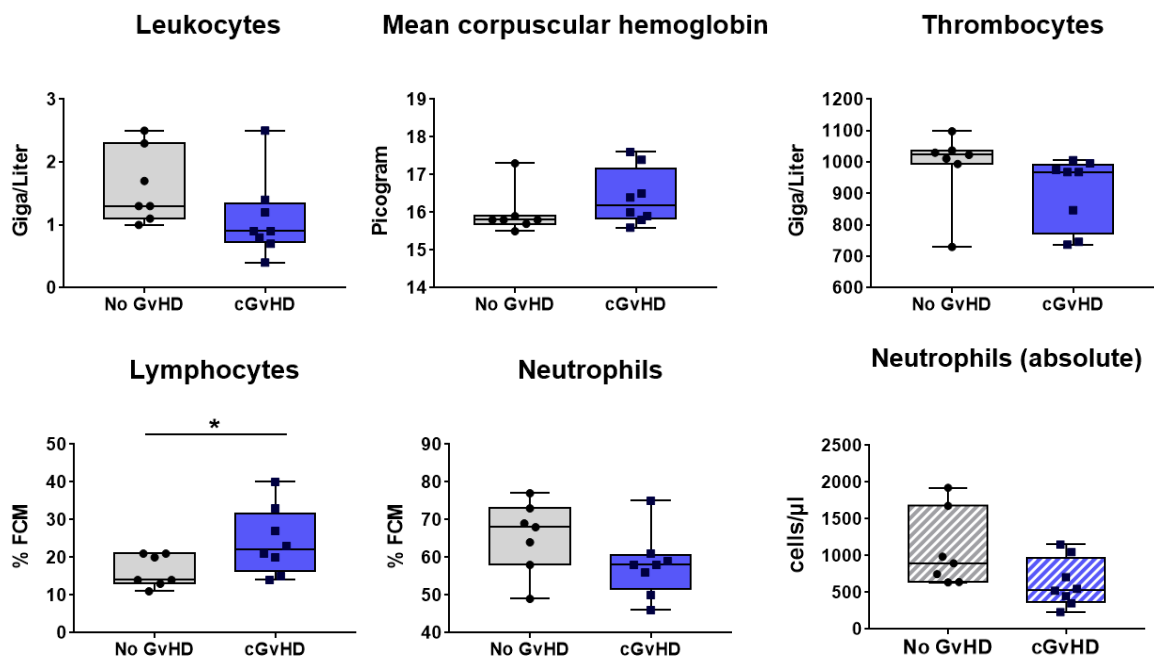 Leukocytes
Giga/Liter
3
2
1
0
No GvHD cGvHD
Mean corpuscular hemoglobin
Picogram
19
18
17
16
15
14
No GvHD cGvHD
Thrombocytes
Giga/Liter
1100
1000
900
800
700
600
No GvHD cGvHD
Lymphocytes
*
% FCM
50
40
30
20
10
0
No GvHD cGvHD
Neutrophils
% FCM
90
80
70
60
50
40
No GvHD cGvHD
Neutrophils (absolute)
cells/µl
2500
2000
1500
1000
500
0
No GvHD cGvHD